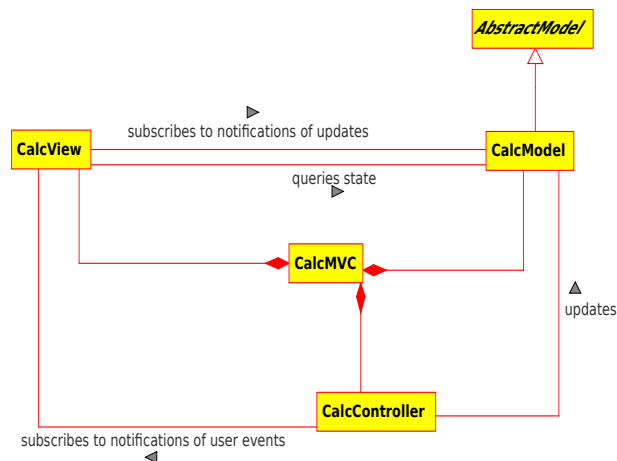 AbstractModel
subscribes to notifications of updates
CalcView
CalcModel
queries state
CalcMVC
updates
CalcController
subscribes to notifications of user events